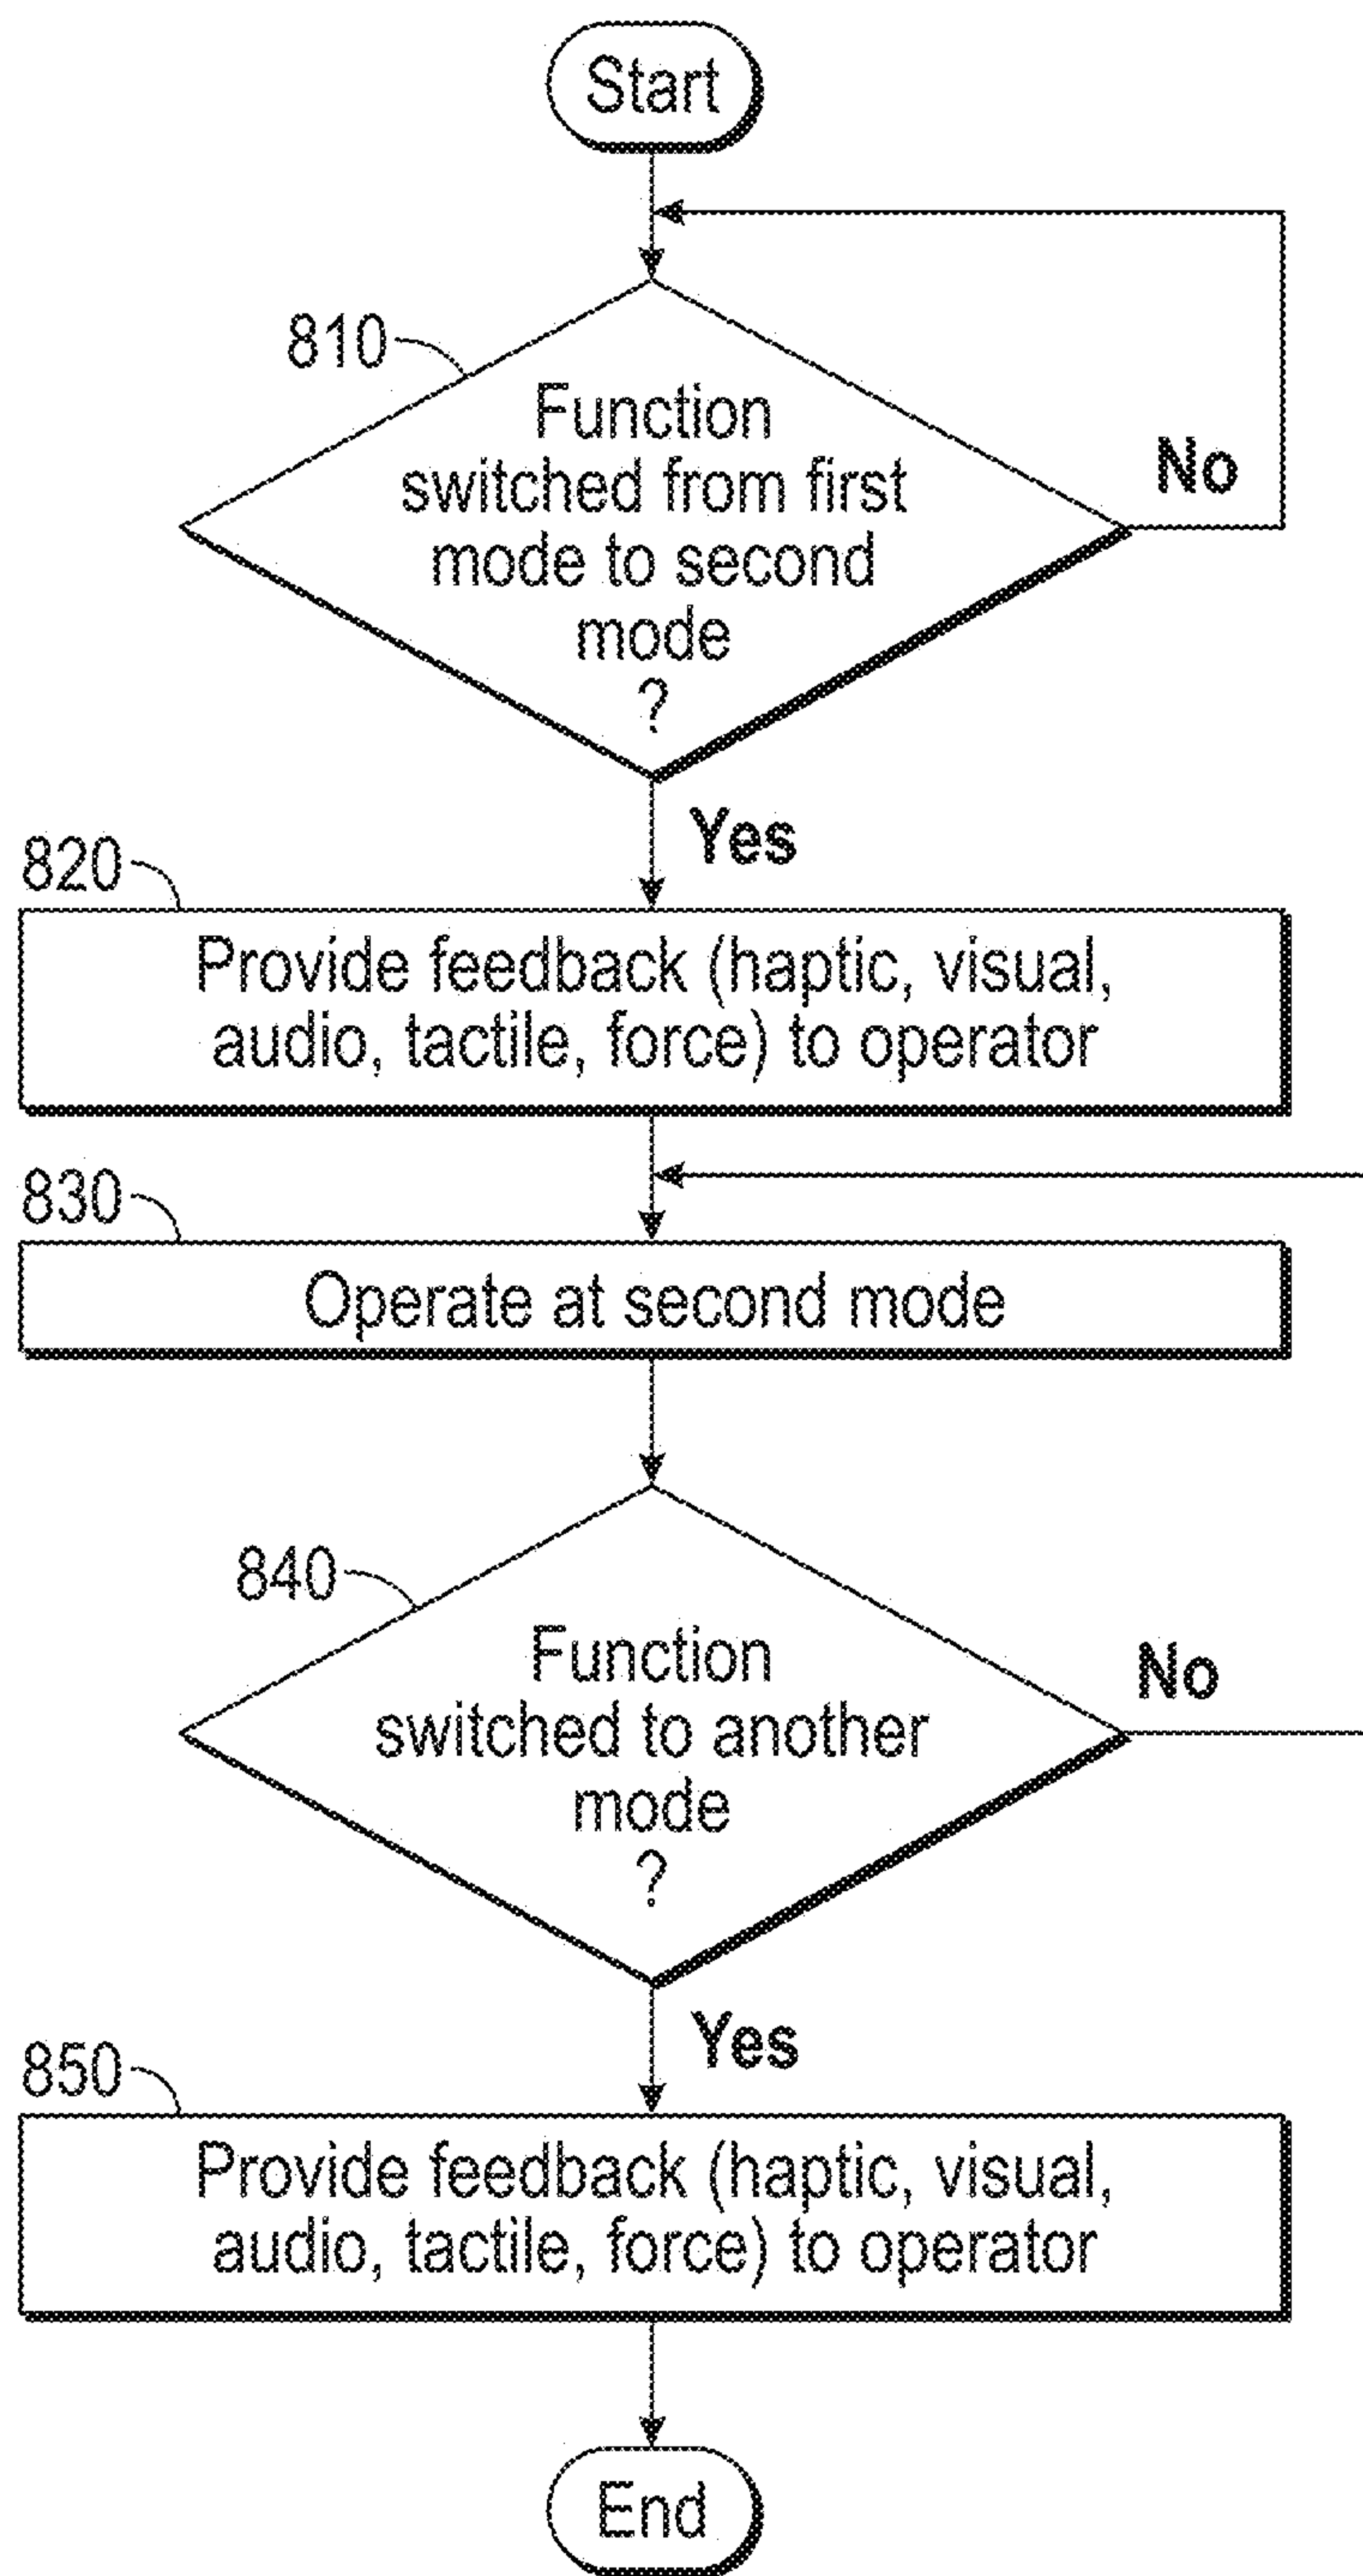 Start
810
Function
switched from first
mode to second
mode
?
No
Yes
820
Provide feedback (haptic, visual,
audio, tactile, force) to operator
830
Operate at second mode
840
Function
switched to another
mode
?
No
Yes
850
Provide feedback (haptic, visual,
audio, tactile, force) to operator
End